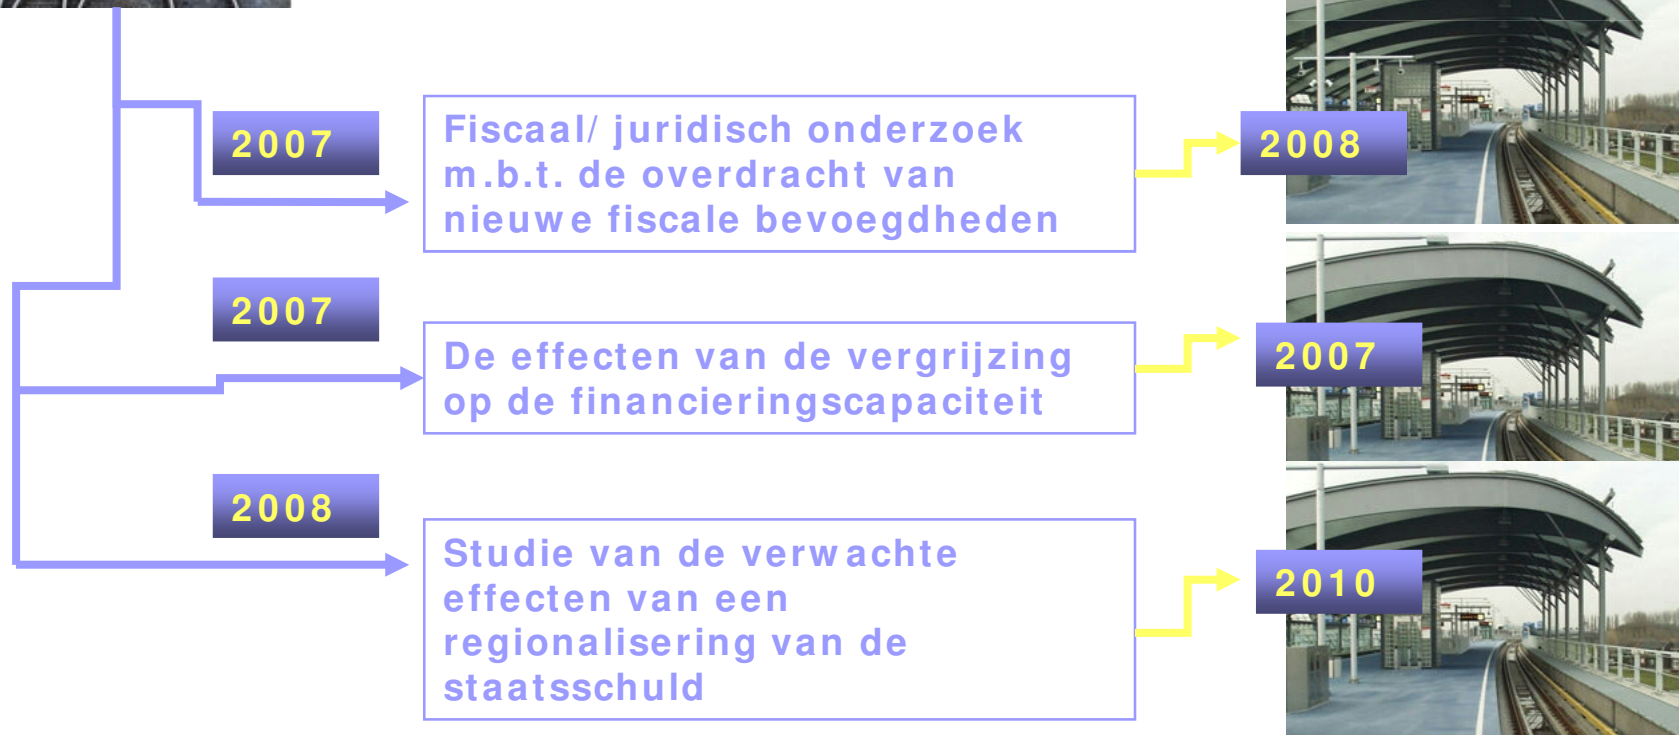 2007
Fiscaal/ juridisch onderzoek
m.b.t. de overdracht van
nieuwe fiscale bevoegdheden
2008
2007
De effecten van de vergrijzing
op de financieringscapaciteit
2007
2008
Studie van de verwachte
effecten van een
regionalisering van de
staatsschuld
2010